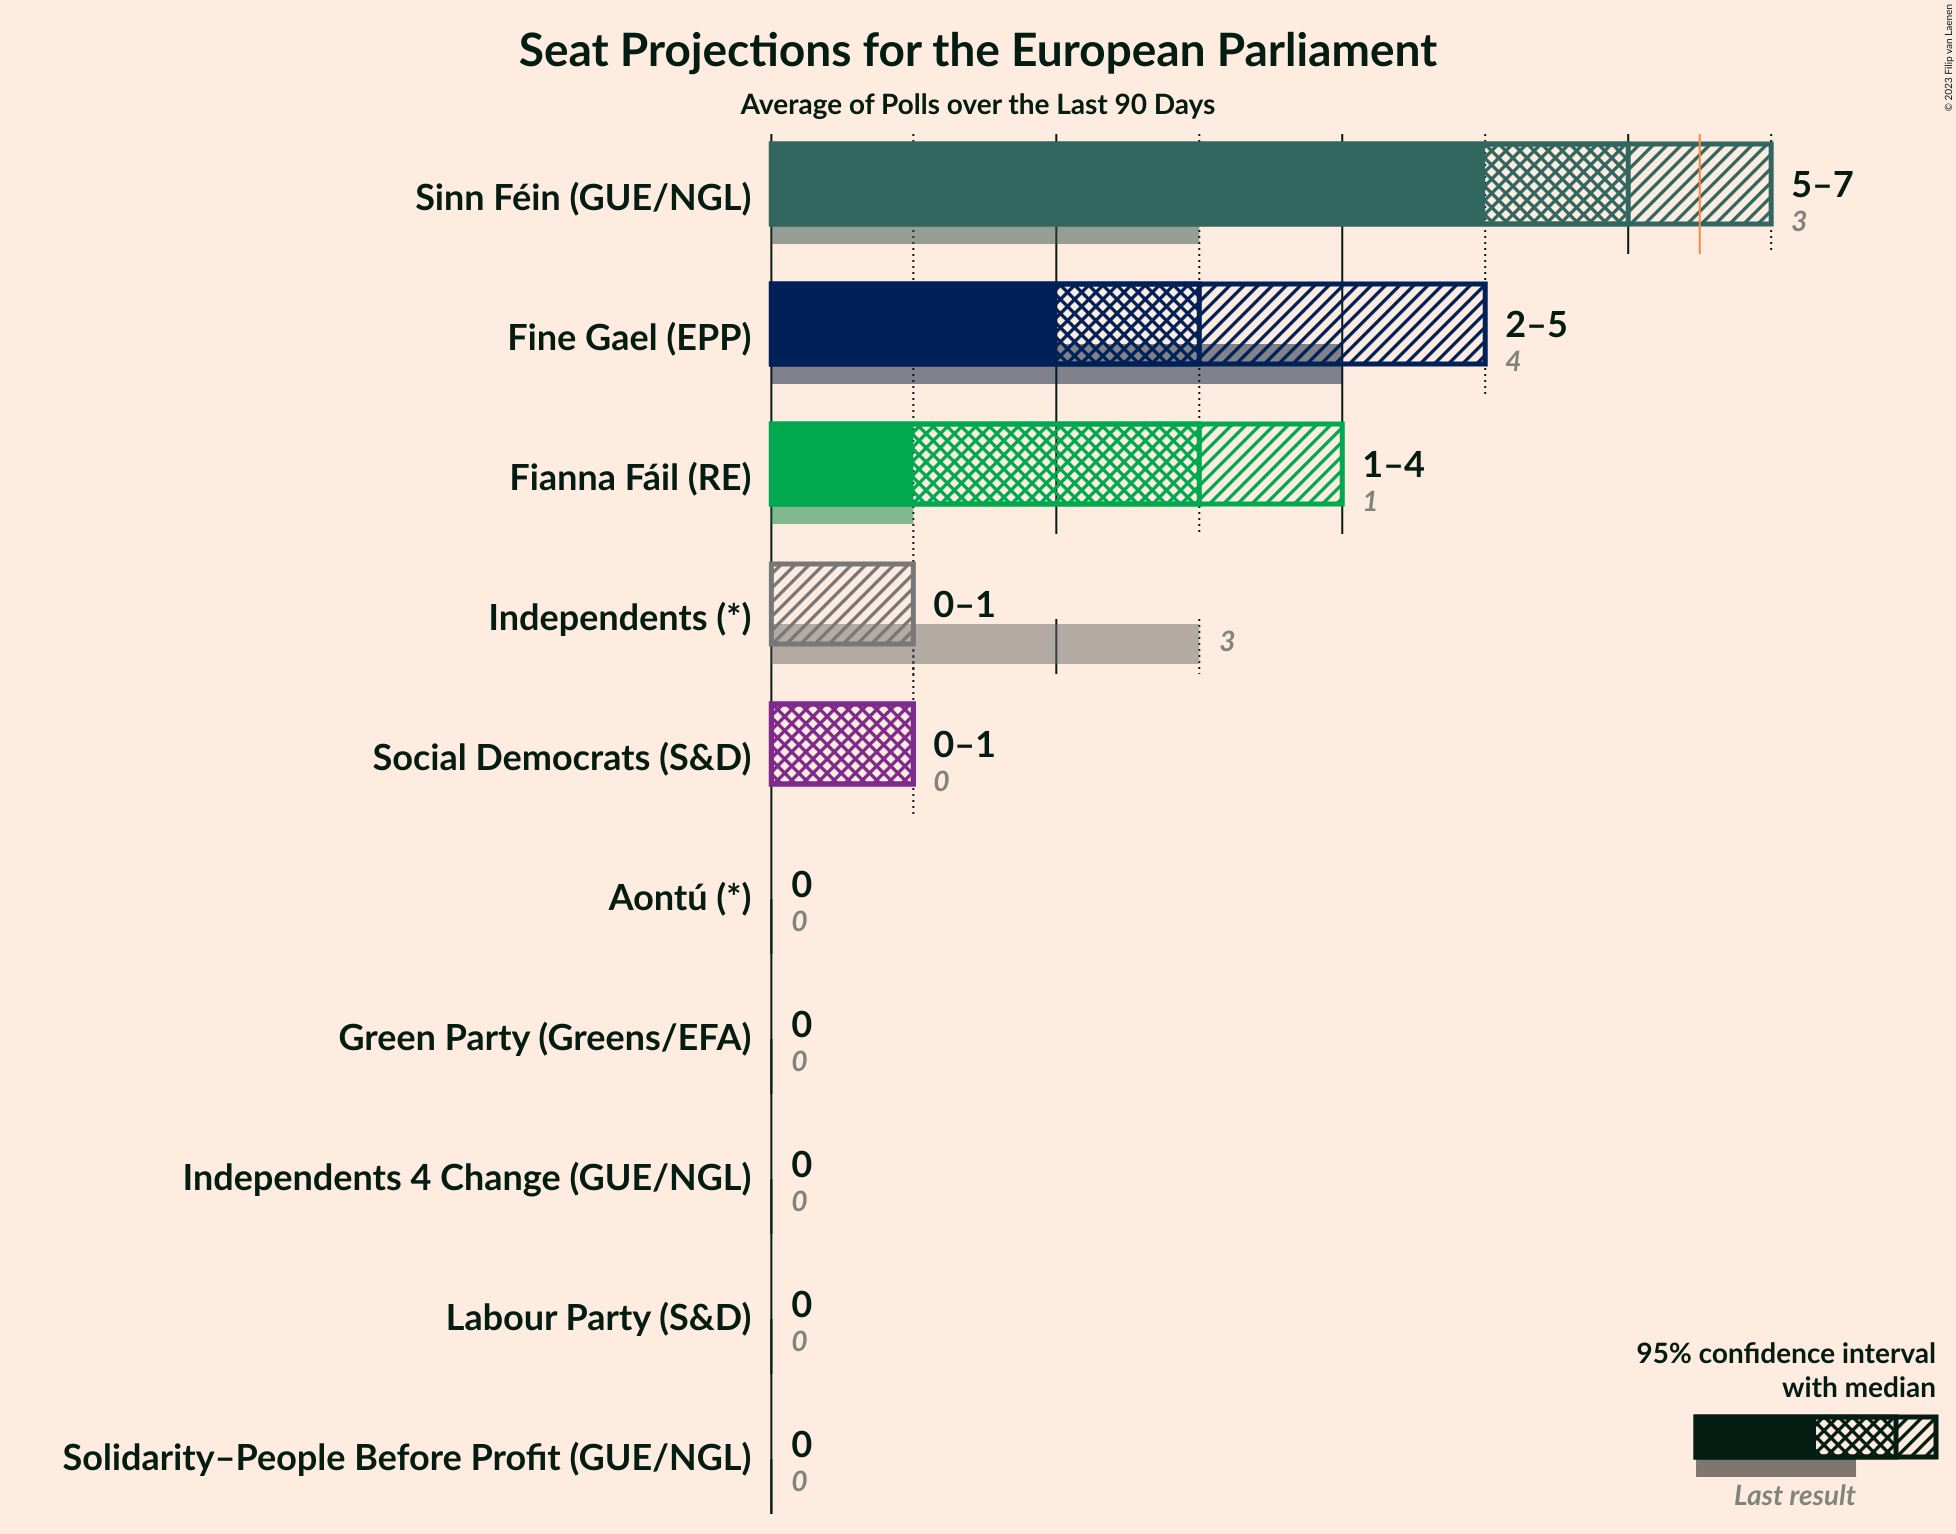 Seat Projections for the European Parliament
Average of Polls over the Last 90 Days
© 2023 Filip van Laenen
Sinn Féin (GUE/NGL)
5–7
3
Fine Gael (EPP)
2–5
4
Fianna Fáil (RE)
1–4
1
Independents (*)
0–1
3
Social Democrats (S&D)
0–1
0
Aontú (*)
0
0
Green Party (Greens/EFA)
0
0
Independents 4 Change (GUE/NGL)
0
0
Labour Party (S&D)
0
0
Solidarity–People Before Profit (GUE/NGL)
0
0
95% confidence interval
with median
Last result